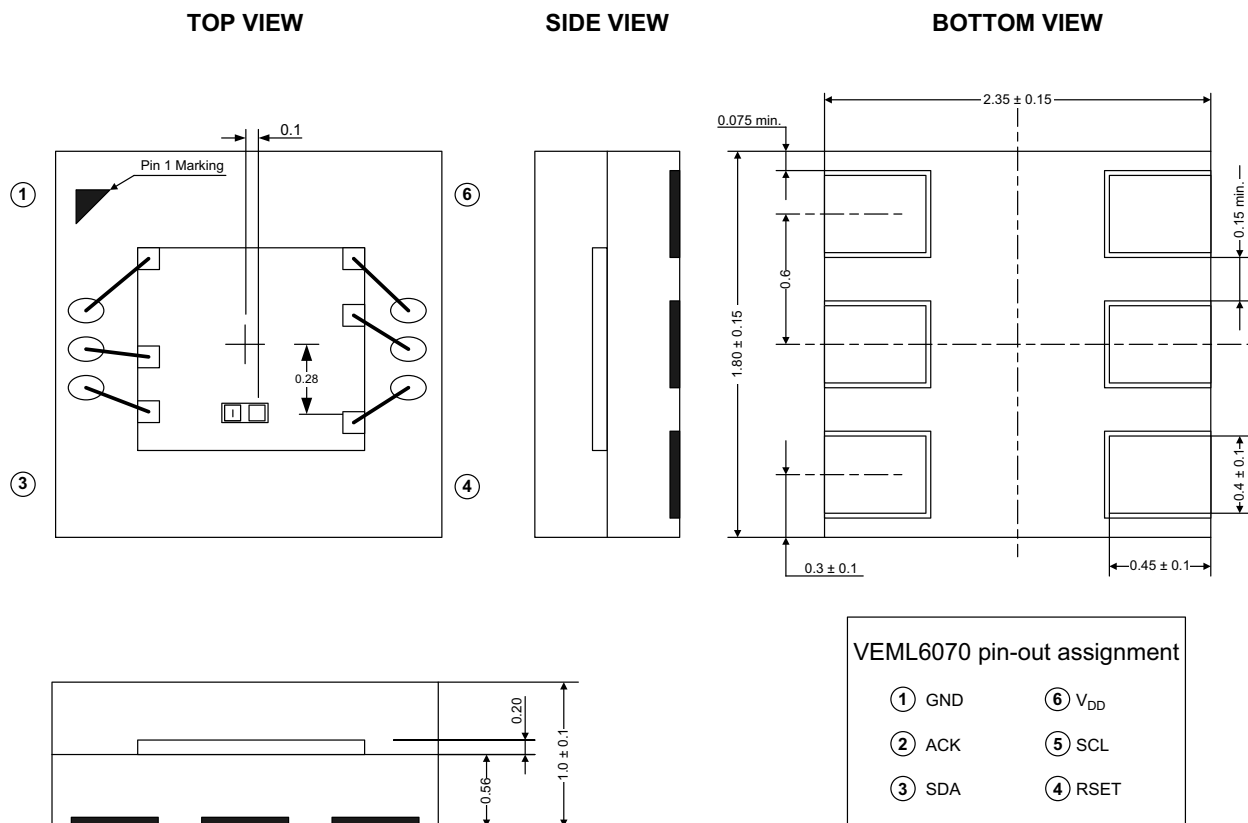 TOP VIEW
SIDE VIEW
BOTTOM VIEW
2.35 ± 0.15
0.075 min.
0.1
Pin 1 Marking
1
6
0.15 min.
0.6
1.80 ± 0.15
0.28
3
4
0.4 ± 0.1
0.3 ± 0.1
0.45 ± 0.1
VEML6070 pin-out assignment
1 GND
6 VDD
2 ACK
5 SCL
3 SDA
4 RSET
0.20
1.0 ± 0.1
0.56